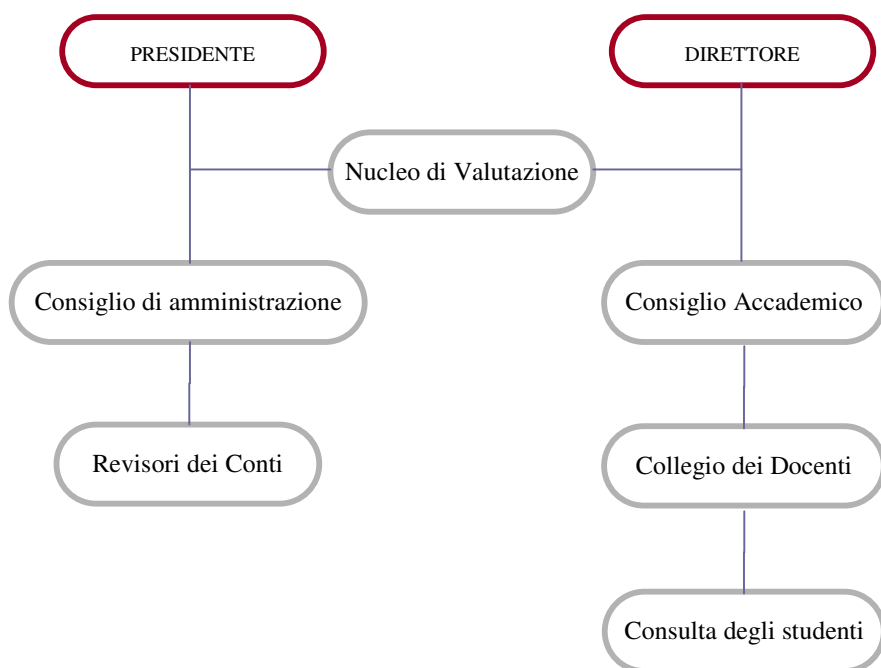 PRESIDENTE
DIRETTORE
Nucleo di Valutazione
Consiglio di amministrazione
Consiglio Accademico
Revisori dei Conti
Collegio dei Docenti
Consulta degli studenti